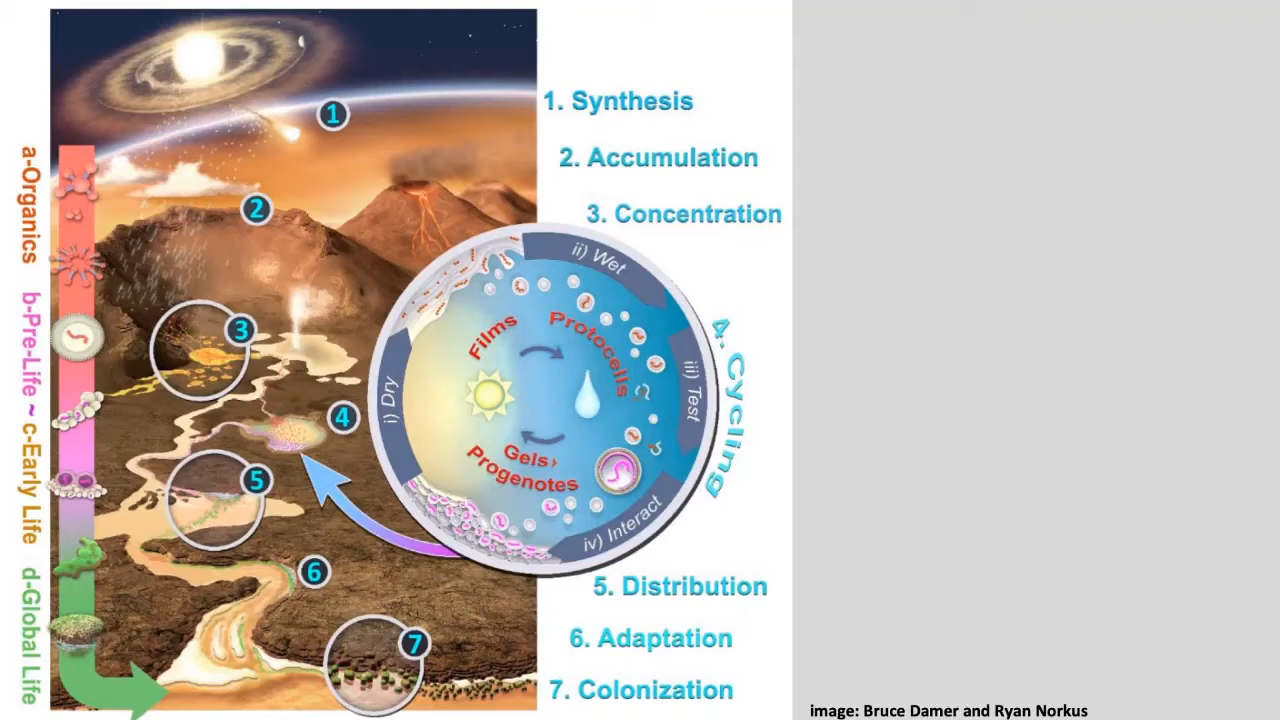 1
1. Synthesis
2. Accumulation
2
3. Concentration
a-Organics
b-Pre-Life ~ c-Early Life
d-Global Life
3
4
5
6
7
i) Dry
ii) Wet
iii) Test
iv) Interact
Films
Protocells
Gels›
Progenotes
4. Cycling
5. Distribution
6. Adaptation
7. Colonization
image: Bruce Damer and Ryan Norkus